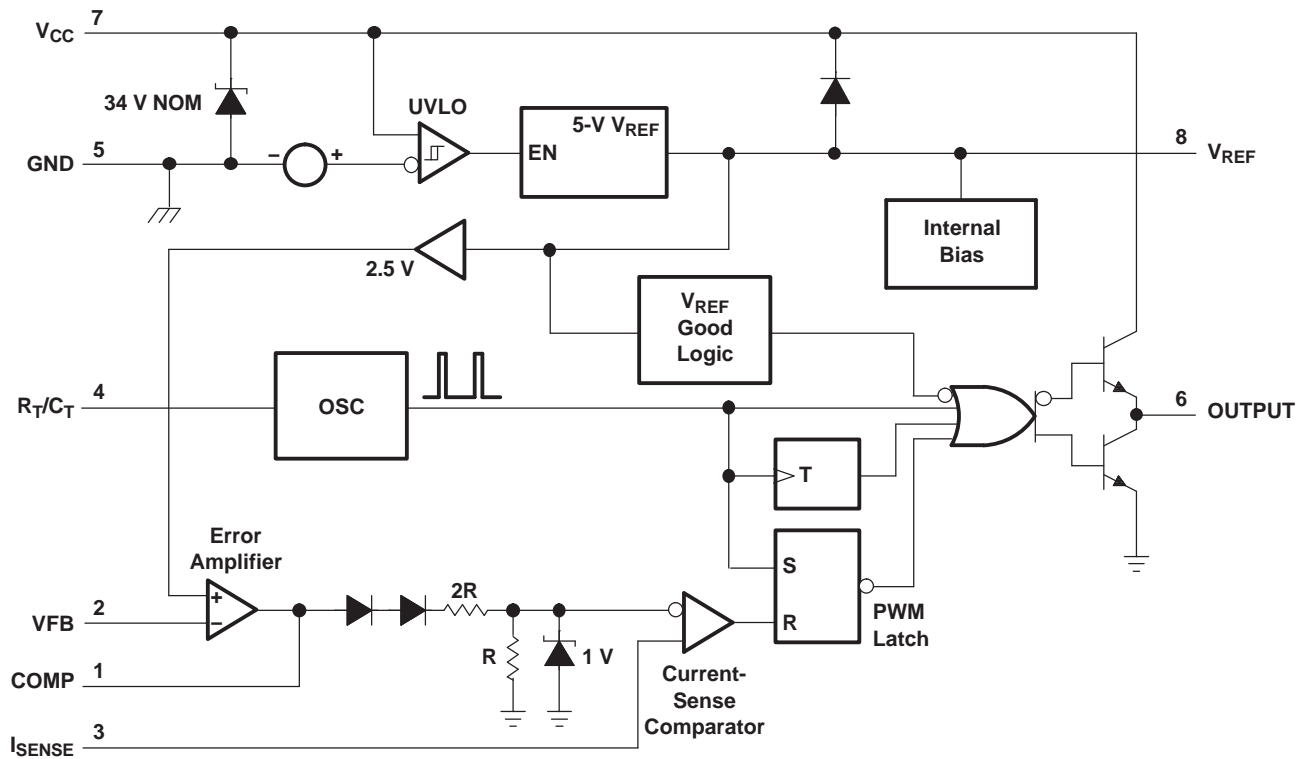 7
VCC
34 V NOM
UVLO
5-V VREF
EN
5
GND
8
VREF
Internal
Bias
2.5 V
VREF
Good
Logic
4
RT/CT
OSC
6
OUTPUT
T
Error
Amplifier
S
R
PWM
Latch
2R
2
VFB
R
1 V
1
COMP
Current-
Sense
Comparator
3
ISENSE